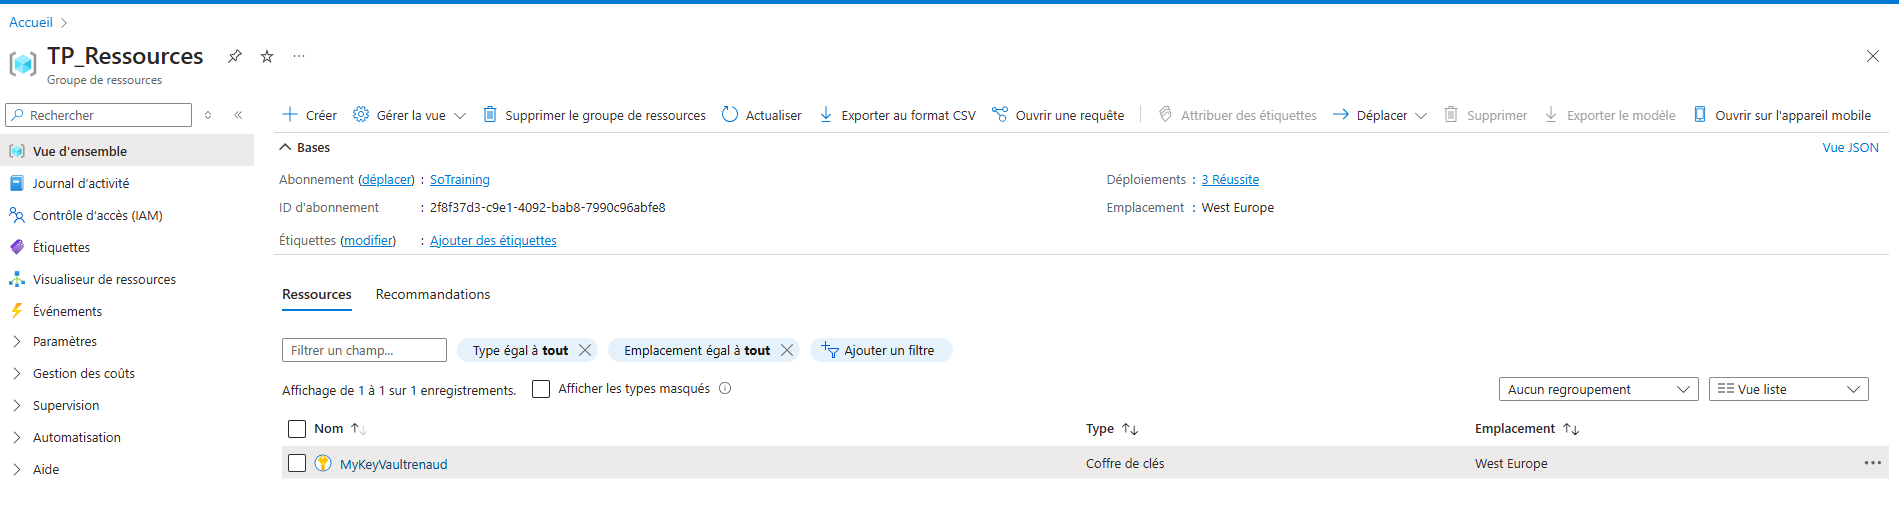 Accueil
TP_Ressources
Groupe de ressources
Rechercher
Créer
Gérer la vue
Supprimer le groupe de ressources
Actualiser
Exporter au format CSV
Ouvrir une requête
Attribuer des étiquettes
Déplacer
Supprimer
Exporter le modèle
Ouvrir sur l'appareil mobile
Vue d'ensemble
Journal d'activité
Contrôle d'accès (IAM)
Étiquettes
Visualiseur de ressources
Événements
Paramètres
Gestion des coûts
Supervision
Automatisation
Aide
Bases
Vue JSON
Abonnement (déplacer) : SoTraining
Déploiements : 3 Réussite
ID d'abonnement : 2f8f37d3-c9e1-4092-bab8-7990c96abfe8
Emplacement : West Europe
Étiquettes (modifier) : Ajouter des étiquettes
Ressources
Recommandations
Filtrer un champ...
Type égal à tout
Emplacement égal à tout
Ajouter un filtre
Affichage de 1 à 1 sur 1 enregistrements.
Afficher les types masqués
Aucun regroupement
Vue liste
Nom
Type
Emplacement
MyKeyVaultrenaud
Coffre de clés
West Europe